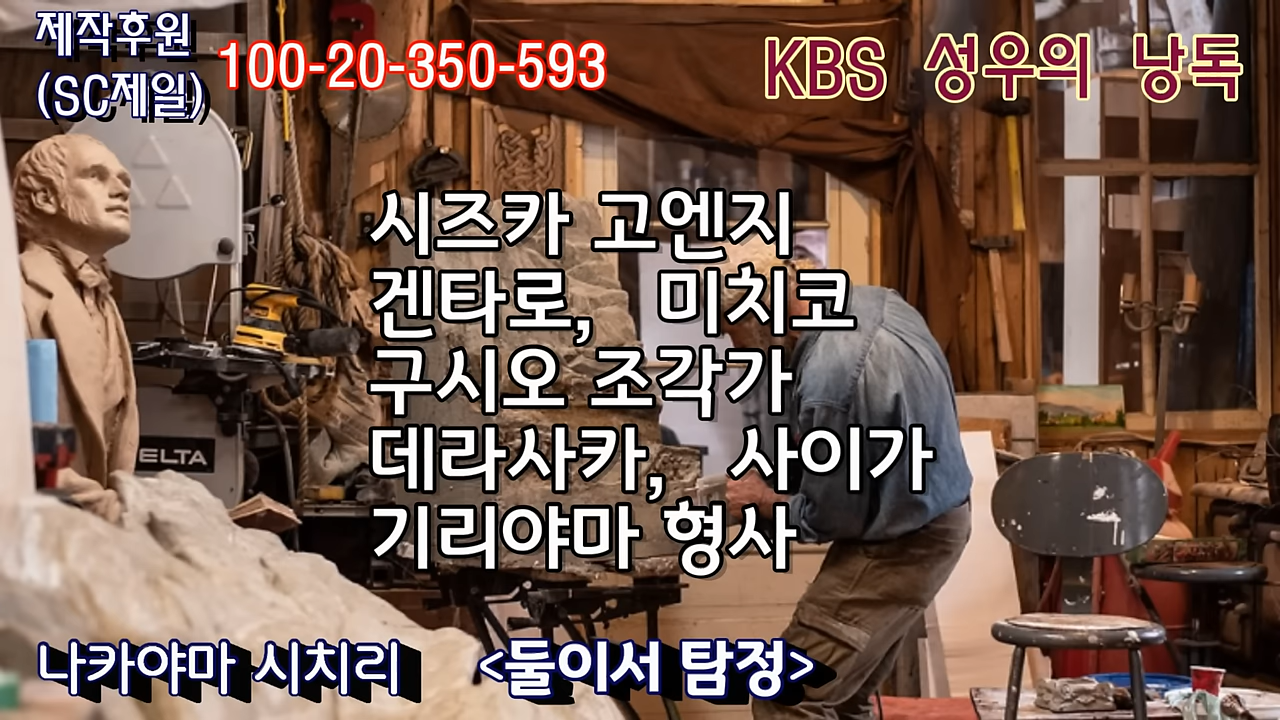 제작후원
(SC제일)
100-20-350-593
KBS 성우의 낭독
시즈카 고엔지
겐타로, 미치코
구시오 조각가
데라사카, 사이가
기리야마 형사
ELTA
나카야마 시치리 <둘이서 탐정>